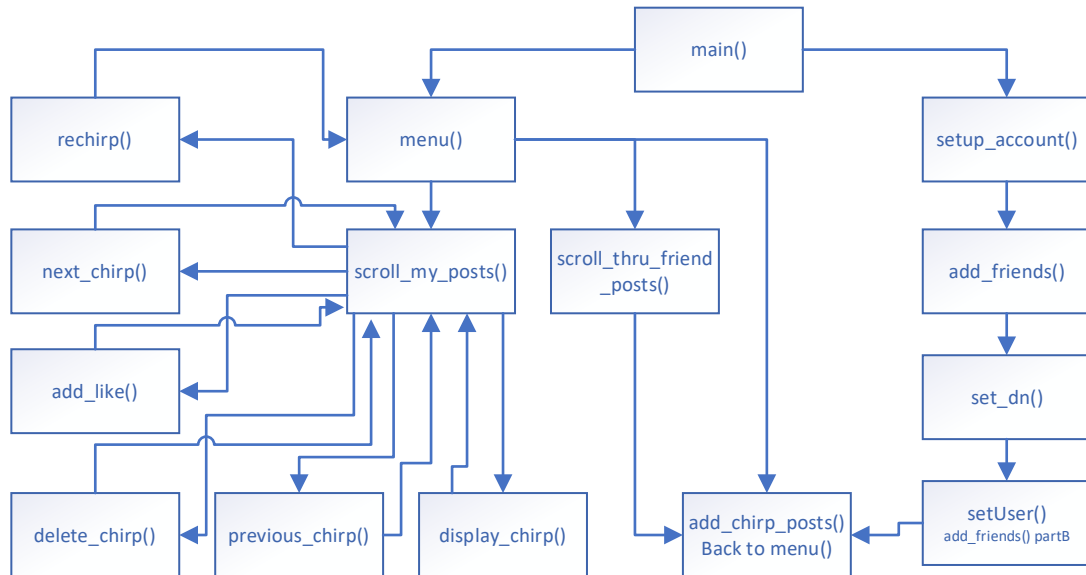 main()
rechirp()
menu()
setup_account()
next_chirp()
scroll_my_posts()
scroll_thru_friend
_posts()
add_friends()
add_like()
set_dn()
delete_chirp()
previous_chirp()
display_chirp()
add_chirp_posts()
Back to menu()
setUser()
add_friends() partB